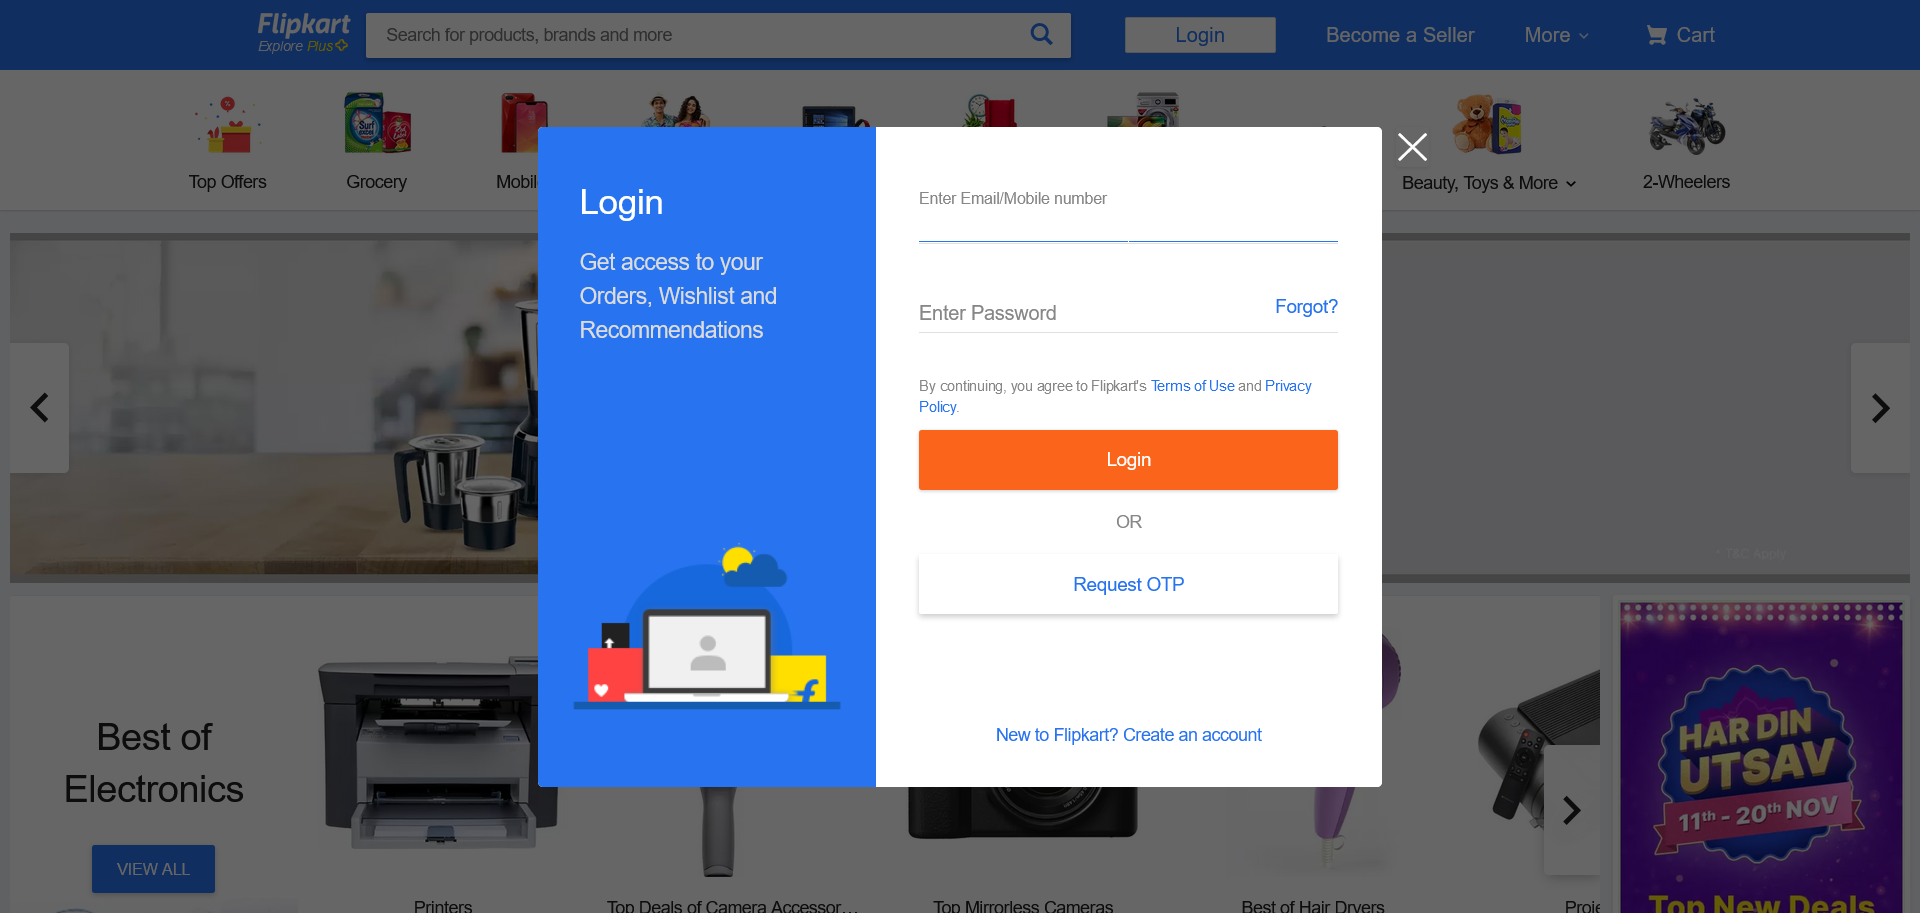 Flipkart
Explore Plus
Search for products, brands and more
Login
Become a Seller
More
Cart
Top Offers
Grocery
Beauty, Toys & More
2-Wheelers
Login
Get access to your
Orders, Wishlist and
Recommendations
Enter Email/Mobile number
Enter Password
Forgot?
By continuing, you agree to Flipkart's Terms of Use and Privacy
Policy.
Login
OR
Request OTP
New to Flipkart? Create an account
* T&C Apply
Best of
Electronics
VIEW ALL
Printers
Top Deals of Camera Accessor...
Top Mirrorless Cameras
Best of Hair Dryers
HAR DIN
UTSAV
11th - 20th NOV
Top New Deals